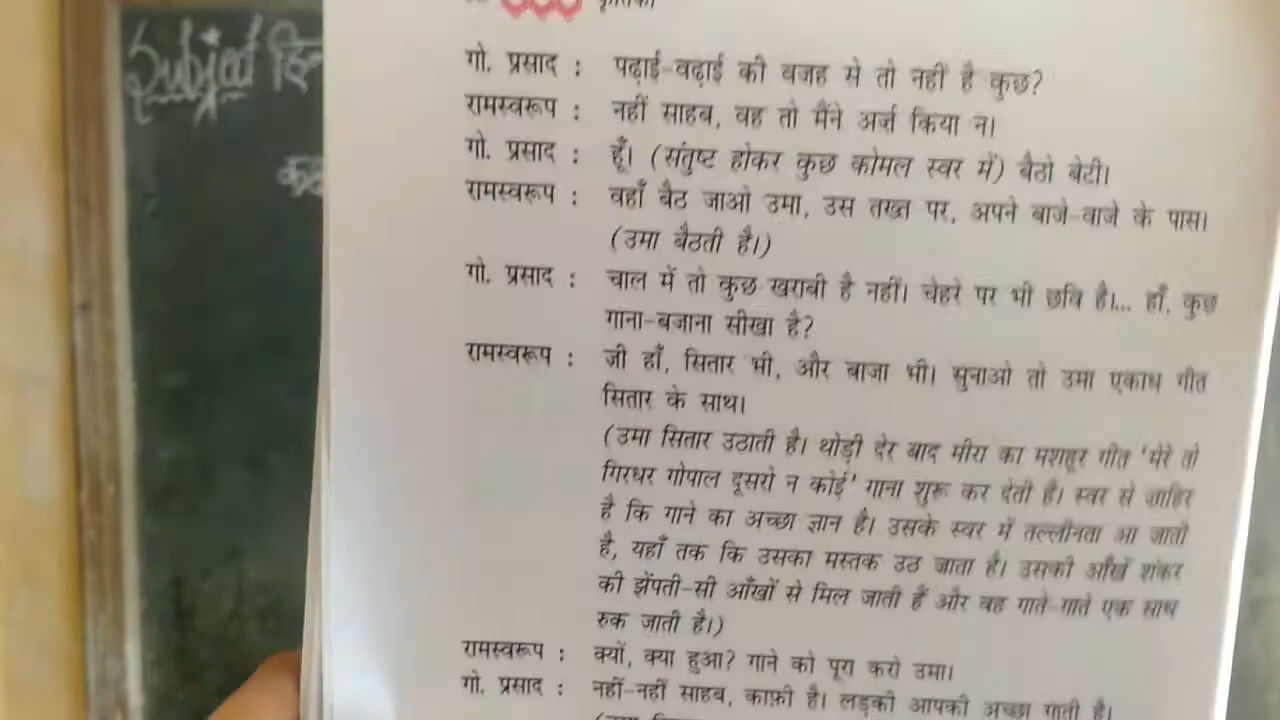 Subject हिन्
कृतिका
गो. प्रसाद : पढ़ाई-वढ़ाई की वजह से तो नहीं है कुछ?
रामस्वरूप : नहीं साहब, वह तो मैंने अर्ज़ किया न।
गो. प्रसाद : हूँ। (संतुष्ट होकर कुछ कोमल स्वर में) बैठो बेटी।
रामस्वरूप : वहाँ बैठ जाओ उमा, उस तख्त पर, अपने बाजे-वाजे के पास।
(उमा बैठती है।)
गो. प्रसाद : चाल में तो कुछ खराबी है नहीं। चेहरे पर भी छवि है।... हाँ, कुछ
गाना-बजाना सीखा है?
रामस्वरूप : जी हाँ, सितार भी, और बाजा भी। सुनाओ तो उमा एकाध गीत
सितार के साथ।
(उमा सितार उठाती है। थोड़ी देर बाद मीरा का मशहूर गीत 'मेरे तो
गिरधर गोपाल दूसरो न कोई' गाना शुरू कर देती है। स्वर से ज़ाहिर
है कि गाने का अच्छा ज्ञान है। उसके स्वर में तल्लीनता आ जाती
है, यहाँ तक कि उसका मस्तक उठ जाता है। उसकी आँखें शंकर
की झेंपती-सी आँखों से मिल जाती हैं और वह गाते-गाते एक साथ
रुक जाती है।)
रामस्वरूप : क्यों, क्या हुआ? गाने को पूरा करो उमा।
गो. प्रसाद : नहीं-नहीं साहब, काफ़ी है। लड़की आपकी अच्छा गाती है।